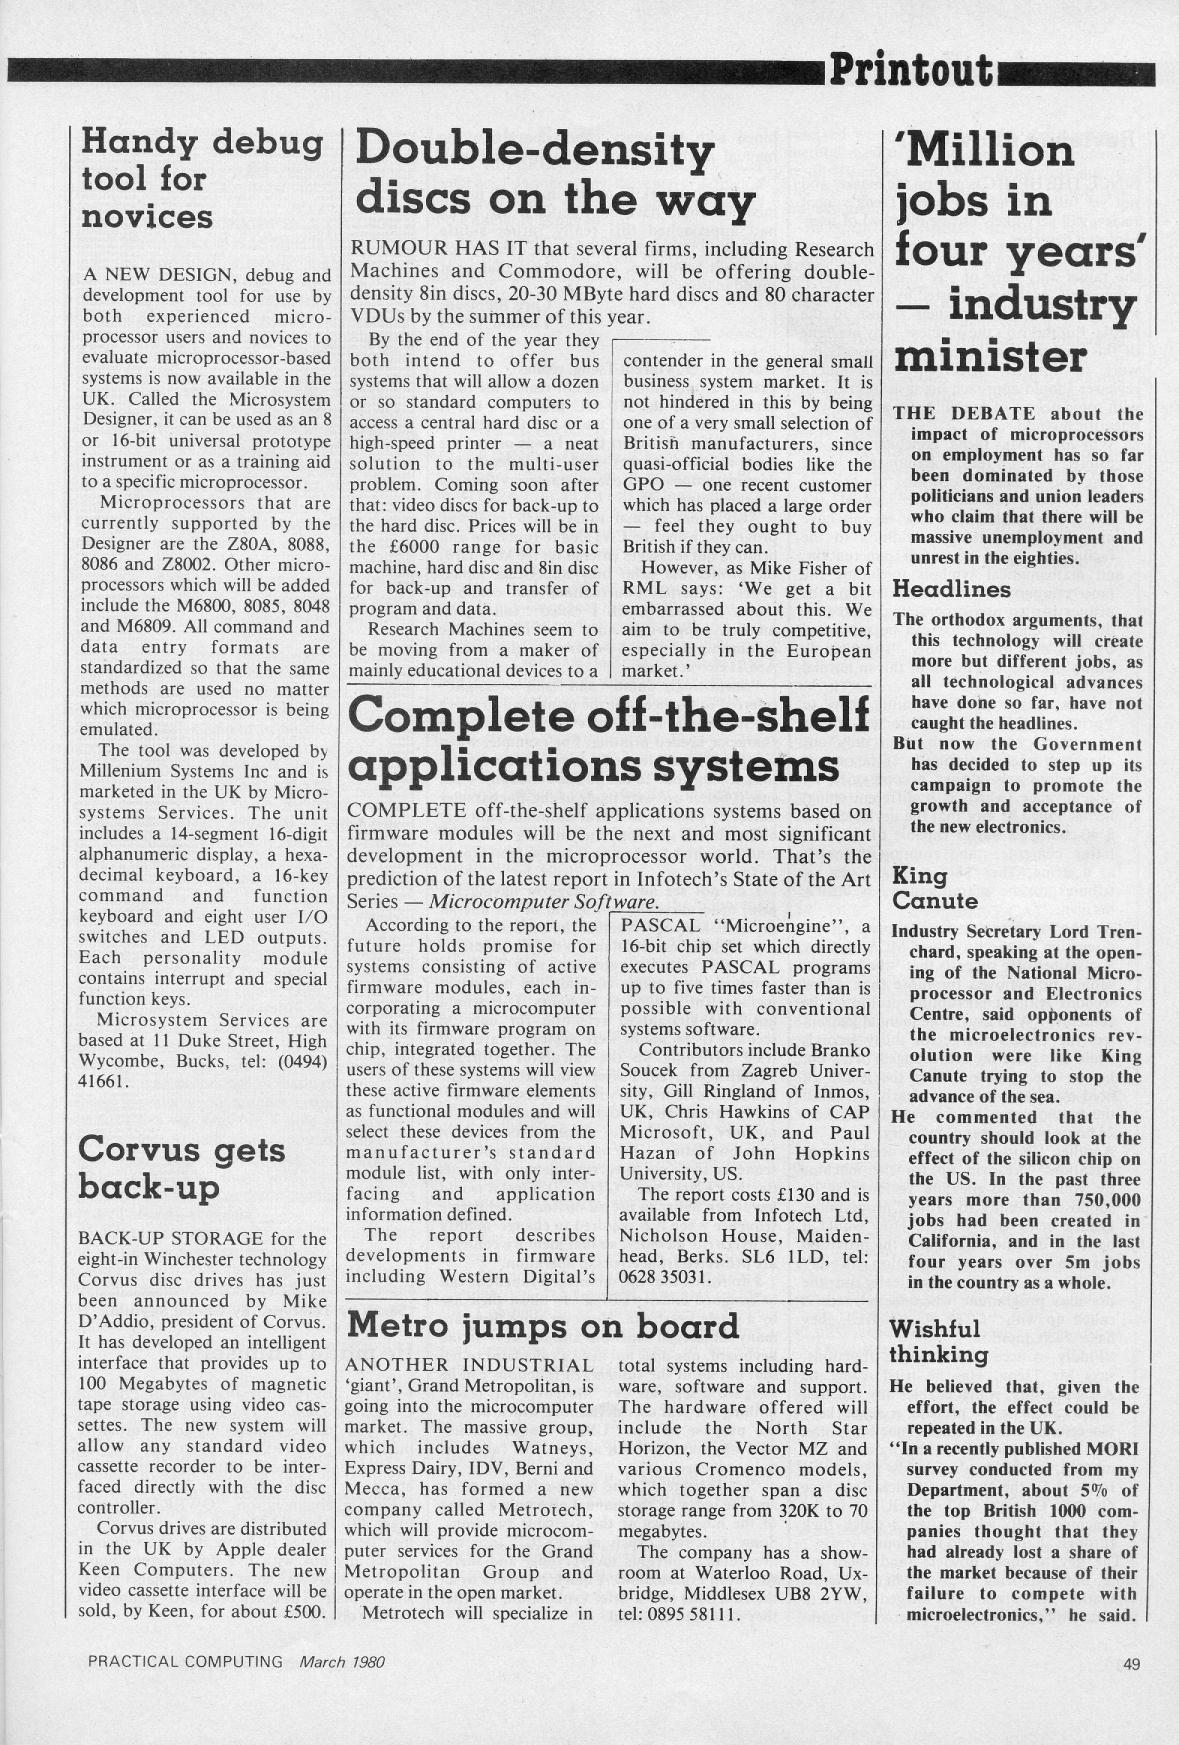 Printout
Handy debug
tool for
novices
A NEW DESIGN, debug and
development tool for use by
both experienced micro-
processor users and novices to
evaluate microprocessor-based
systems is now available in the
UK. Called the Microsystem
Designer, it can be used as an 8
or 16-bit universal prototype
instrument or as a training aid
to a specific microprocessor.
Microprocessors that are
currently supported by the
Designer are the Z80A, 8088,
8086 and Z8002. Other micro-
processors which will be added
include the M6800, 8085, 8048
and M6809. All command and
data entry formats are
standardized so that the same
methods are used no matter
which microprocessor is being
emulated.
The tool was developed by
Millenium Systems Inc and is
marketed in the UK by Micro-
systems Services. The unit
includes a 14-segment 16-digit
alphanumeric display, a hexa-
decimal keyboard, a 16-key
command and function
keyboard and eight user I/O
switches and LED outputs.
Each personality module
contains interrupt and special
function keys.
Microsystem Services are
based at 11 Duke Street, High
Wycombe, Bucks, tel: (0494)
41661.
Corvus gets
back-up
BACK-UP STORAGE for the
eight-in Winchester technology
Corvus disc drives has just
been announced by Mike
D'Addio, president of Corvus.
It has developed an intelligent
interface that provides up to
100 Megabytes of magnetic
tape storage using video cas-
settes. The new system will
allow any standard video
cassette recorder to be inter-
faced directly with the disc
controller.
Corvus drives are distributed
in the UK by Apple dealer
Keen Computers. The new
video cassette interface will be
sold, by Keen, for about £500.
Double-density
discs on the way
RUMOUR HAS IT that several firms, including Research
Machines and Commodore, will be offering double-
density 8in discs, 20-30 MByte hard discs and 80 character
VDUs by the summer of this year.
By the end of the year they
both intend to offer bus
systems that will allow a dozen
or so standard computers to
access a central hard disc or a
high-speed printer — a neat
solution to the multi-user
problem. Coming soon after
that: video discs for back-up to
the hard disc. Prices will be in
the £6000 range for basic
machine, hard disc and 8in disc
for back-up and transfer of
program and data.
Research Machines seem to
be moving from a maker of
mainly educational devices to a
contender in the general small
business system market. It is
not hindered in this by being
one of a very small selection of
British manufacturers, since
quasi-official bodies like the
GPO — one recent customer
which has placed a large order
— feel they ought to buy
British if they can.
However, as Mike Fisher of
RML says: 'We get a bit
embarrassed about this. We
aim to be truly competitive,
especially in the European
market.'
Complete off-the-shelf
applications systems
COMPLETE off-the-shelf applications systems based on
firmware modules will be the next and most significant
development in the microprocessor world. That's the
prediction of the latest report in Infotech's State of the Art
Series — Microcomputer Software.
According to the report, the
future holds promise for
systems consisting of active
firmware modules, each in-
corporating a microcomputer
with its firmware program on
chip, integrated together. The
users of these systems will view
these active firmware elements
as functional modules and will
select these devices from the
manufacturer's standard
module list, with only inter-
facing and application
information defined.
The report describes
developments in firmware
including Western Digital's
PASCAL "Microengine", a
16-bit chip set which directly
executes PASCAL programs
up to five times faster than is
possible with conventional
systems software.
Contributors include Branko
Soucek from Zagreb Univer-
sity, Gill Ringland of Inmos,
UK, Chris Hawkins of CAP
Microsoft, UK, and Paul
Hazan of John Hopkins
University, US.
The report costs £130 and is
available from Infotech Ltd,
Nicholson House, Maiden-
head, Berks. SL6 1LD, tel:
0628 35031.
Metro jumps on board
ANOTHER INDUSTRIAL
'giant', Grand Metropolitan, is
going into the microcomputer
market. The massive group,
which includes Watneys,
Express Dairy, IDV, Berni and
Mecca, has formed a new
company called Metrotech,
which will provide microcom-
puter services for the Grand
Metropolitan Group and
operate in the open market.
Metrotech will specialize in
total systems including hard-
ware, software and support.
The hardware offered will
include the North Star
Horizon, the Vector MZ and
various Cromenco models,
which together span a disc
storage range from 320K to 70
megabytes.
The company has a show-
room at Waterloo Road, Ux-
bridge, Middlesex UB8 2YW,
tel: 0895 58111.
'Million
jobs in
four years'
— industry
minister
THE DEBATE about the
impact of microprocessors
on employment has so far
been dominated by those
politicians and union leaders
who claim that there will be
massive unemployment and
unrest in the eighties.
Headlines
The orthodox arguments, that
this technology will create
more but different jobs, as
all technological advances
have done so far, have not
caught the headlines.
But now the Government
has decided to step up its
campaign to promote the
growth and acceptance of
the new electronics.
King
Canute
Industry Secretary Lord Tren-
chard, speaking at the open-
ing of the National Micro-
processor and Electronics
Centre, said opponents of
the microelectronics rev-
olution were like King
Canute trying to stop the
advance of the sea.
He commented that the
country should look at the
effect of the silicon chip on
the US. In the past three
years more than 750,000
jobs had been created in
California, and in the last
four years over 5m jobs
in the country as a whole.
Wishful
thinking
He believed that, given the
effort, the effect could be
repeated in the UK.
"In a recently published MORI
survey conducted from my
Department, about 5% of
the top British 1000 com-
panies thought that they
had already lost a share of
the market because of their
failure to compete with
microelectronics," he said.
PRACTICAL COMPUTING March 1980
49